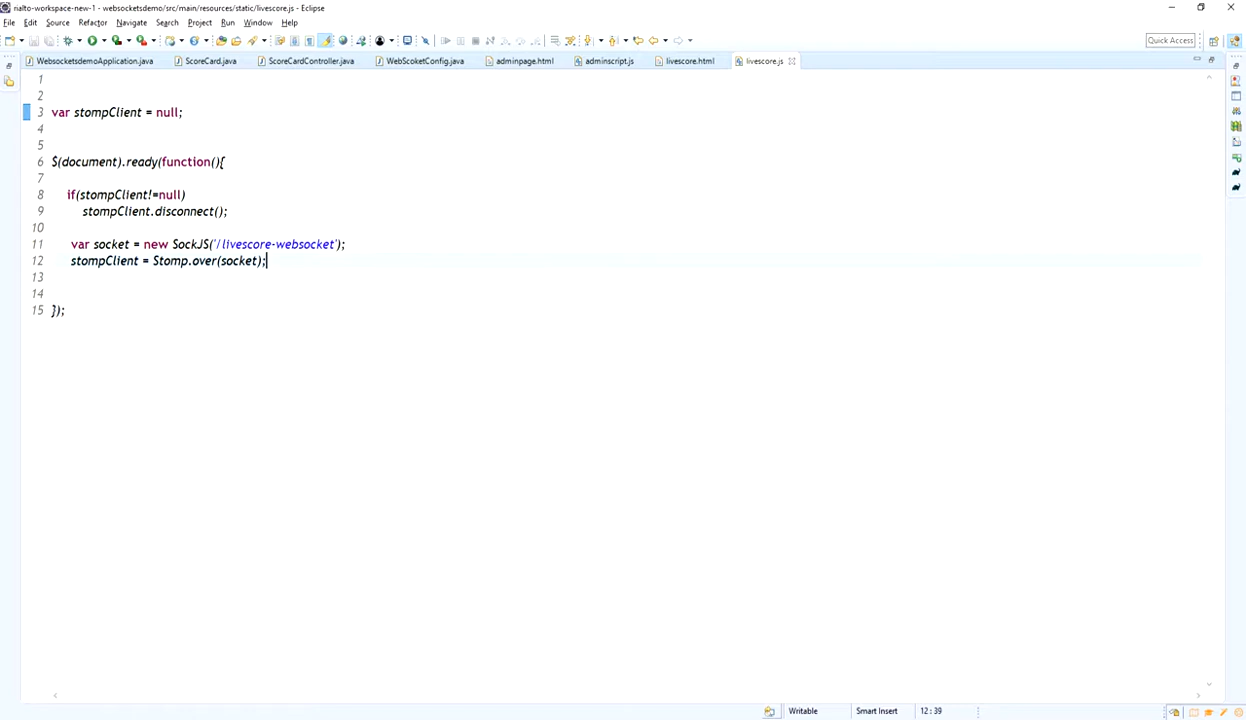 rialto-workspace-new-1 - websocketsdemo/src/main/resources/static/livescore.js - Eclipse
File Edit Source Refactor Navigate Search Project Run Window Help
Quick Access
WebsocketsdemoApplication.java ScoreCard.java ScoreCardController.java WebScoketConfig.java adminpage.html adminscript.js livescore.html livescore.js
1
2
3 var stompClient = null;
4
5
6 $(document).ready(function(){
7
8 if(stompClient!=null)
9 stompClient.disconnect();
10
11 var socket = new SockJS('/livescore-websocket');
12 stompClient = Stomp.over(socket);
13
14
15 });
Writable Smart Insert 12 : 39